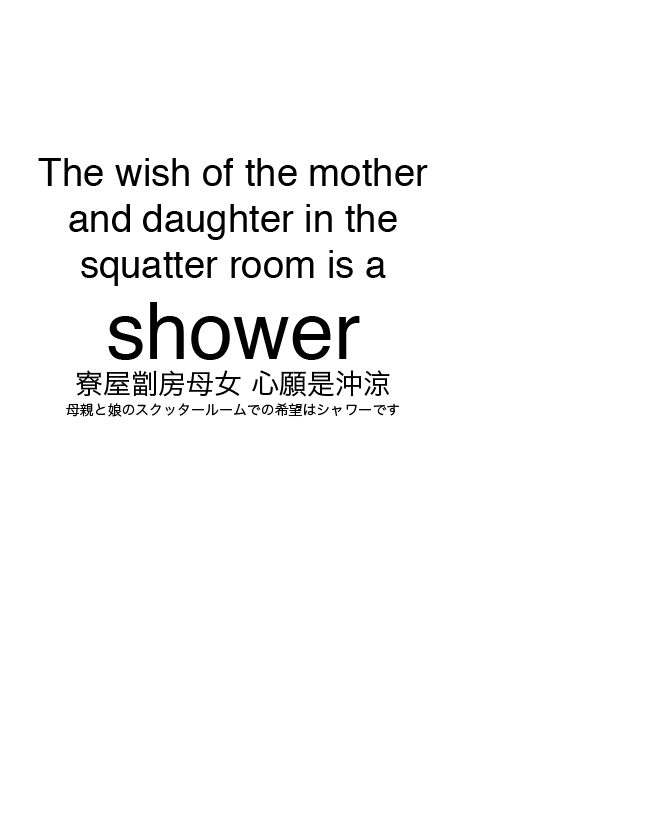 The wish of the mother
and daughter in the
squatter room is a
shower
寮屋劏房母女 心願是沖涼
母親と娘のスクッタールームでの希望はシャワーです